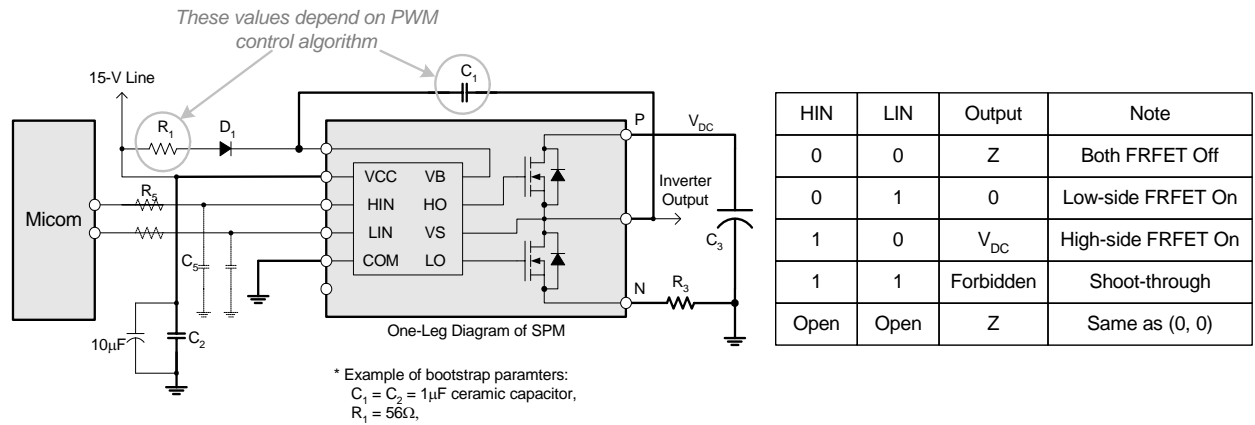 These values depend on PWM
control algorithm
15-V Line
R1
D1
C1
P
VDC
Micom
R5
VCC VB
HIN HO
LIN VS
COM LO
Inverter
Output
C5
C3
N
R3
10μF
C2
One-Leg Diagram of SPM
* Example of bootstrap paramters:
C1 = C2 = 1μF ceramic capacitor,
R1 = 56Ω,
HIN LIN Output Note
0 0 Z Both FRFET Off
0 1 0 Low-side FRFET On
1 0 VDC High-side FRFET On
1 1 Forbidden Shoot-through
Open Open Z Same as (0, 0)